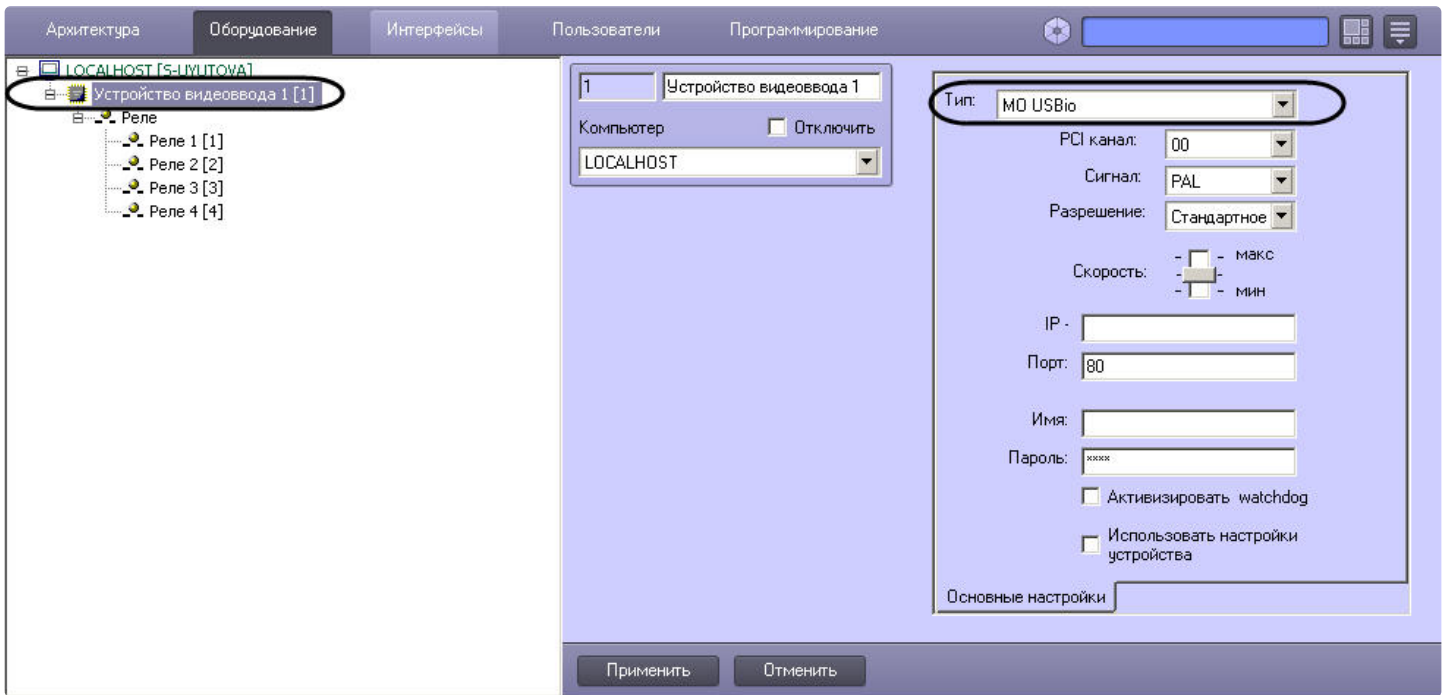 Архитектура Оборудование Интерфейсы Пользователи Программирование
LOCALHOST [S-UYUTOVA]
Устройство видеоввода 1 [1]
Реле
Реле 1 [1]
Реле 2 [2]
Реле 3 [3]
Реле 4 [4]
1 Устройство видеоввода 1
Компьютер Отключить
LOCALHOST
Тип: МО USBio
PCI канал: 00
Сигнал: PAL
Разрешение: Стандартное
макс
Скорость:
мин
IP -
Порт: 80
Имя:
Пароль: ****
Активизировать watchdog
Использовать настройки
устройства
Основные настройки
Применить Отменить